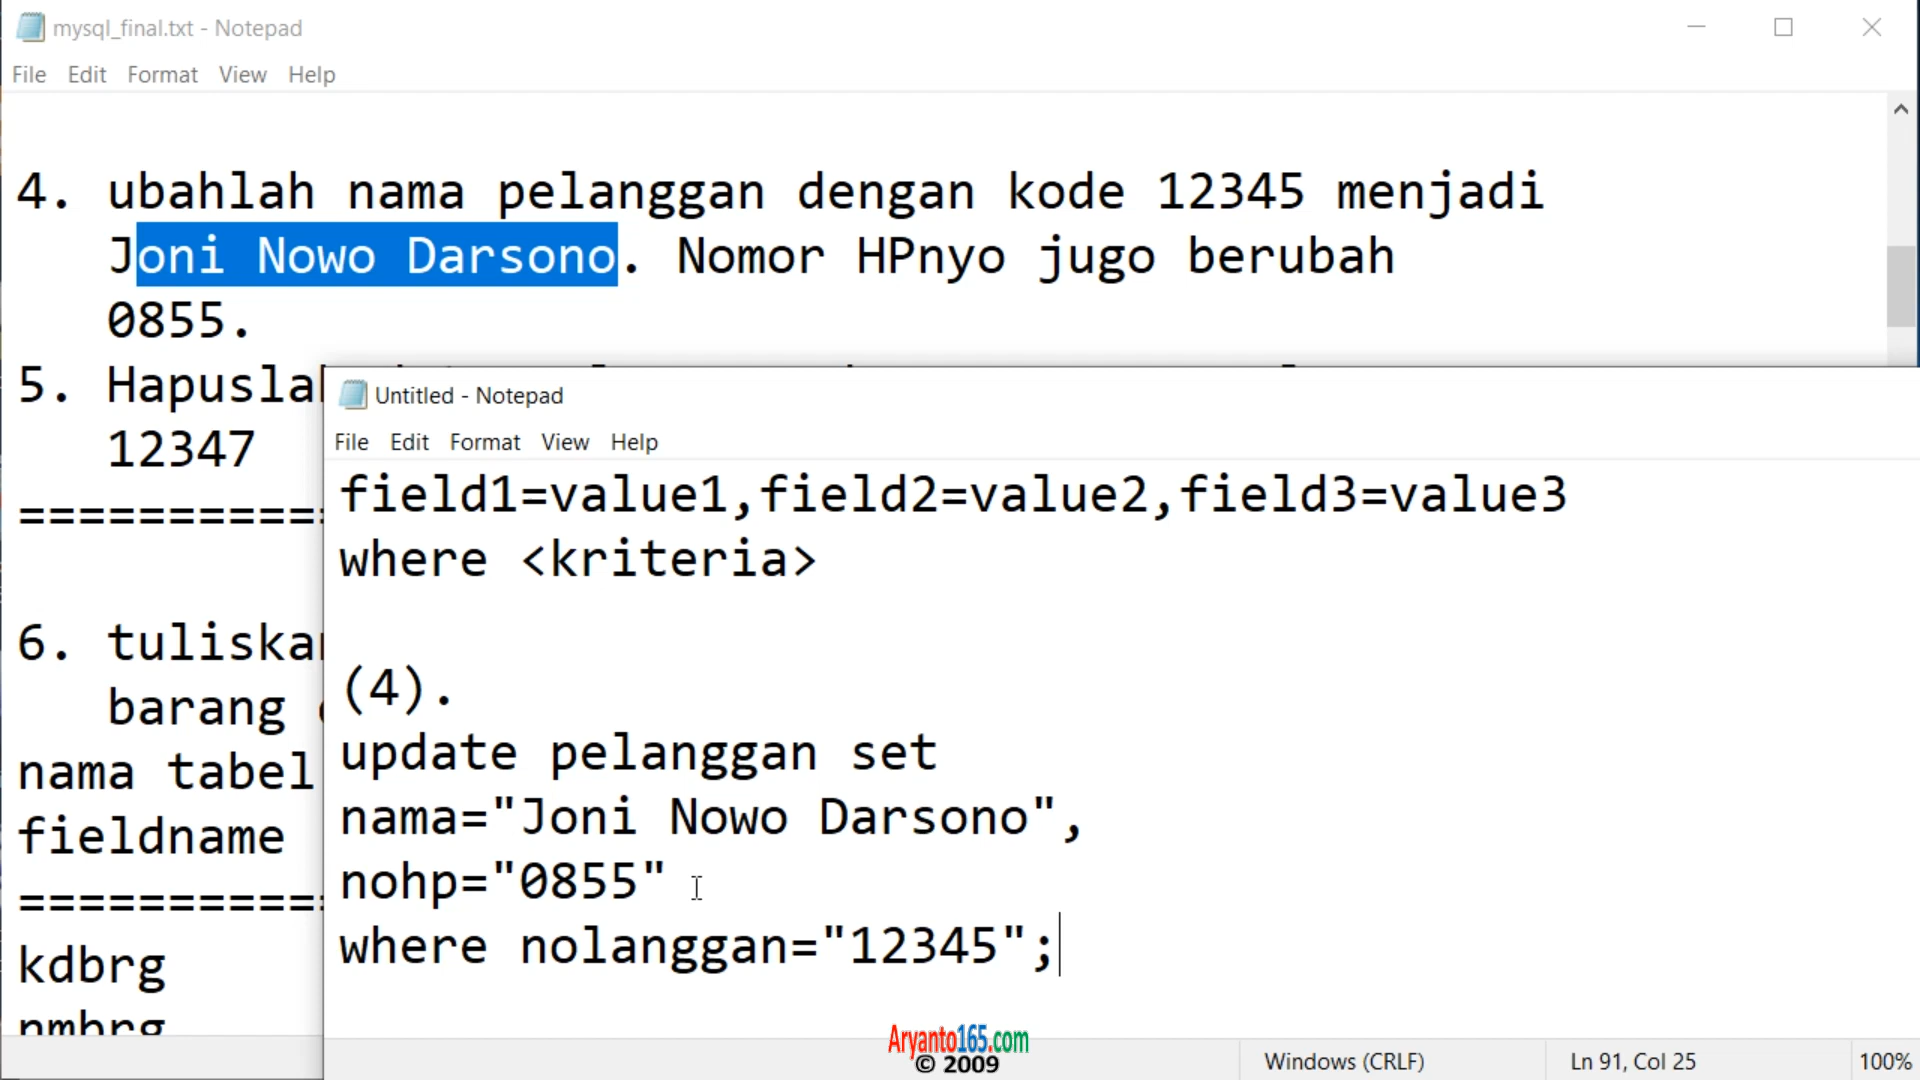 mysql_final.txt - Notepad
File Edit Format View Help
4. ubahlah nama pelanggan dengan kode 12345 menjadi
Joni Nowo Darsono. Nomor HPnyo jugo berubah
0855.
5. Hapuslah
12347
===========
6. tuliskan
barang
nama tabel
fieldname
===========
kdbrg
nmbrg
Untitled - Notepad
File Edit Format View Help
field1=value1,field2=value2,field3=value3
where <kriteria>
(4).
update pelanggan set
nama="Joni Nowo Darsono",
nohp="0855"
where nolanggan="12345";
Aryanto165.com
© 2009
Windows (CRLF)
Ln 91, Col 25
100%